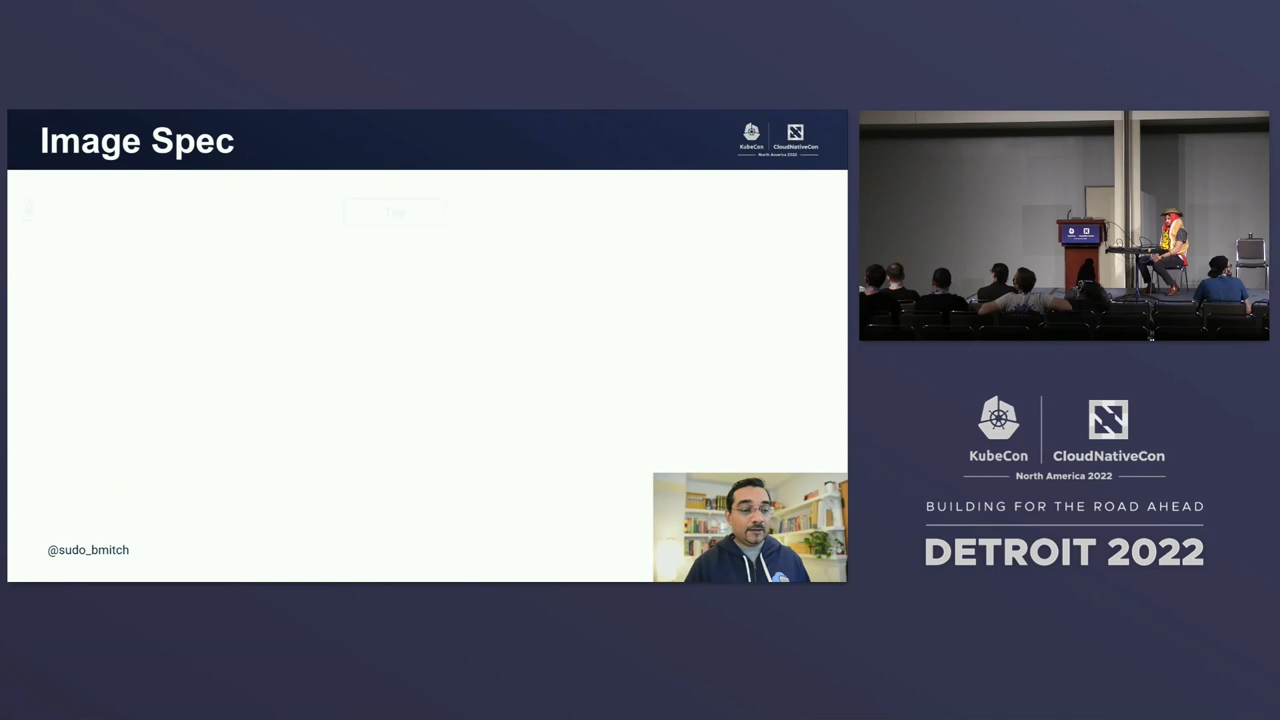 Image Spec
KubeCon
CloudNativeCon
North America 2022
Tag
@sudo_bmitch
KubeCon
CloudNativeCon
North America 2022
BUILDING FOR THE ROAD AHEAD
DETROIT 2022